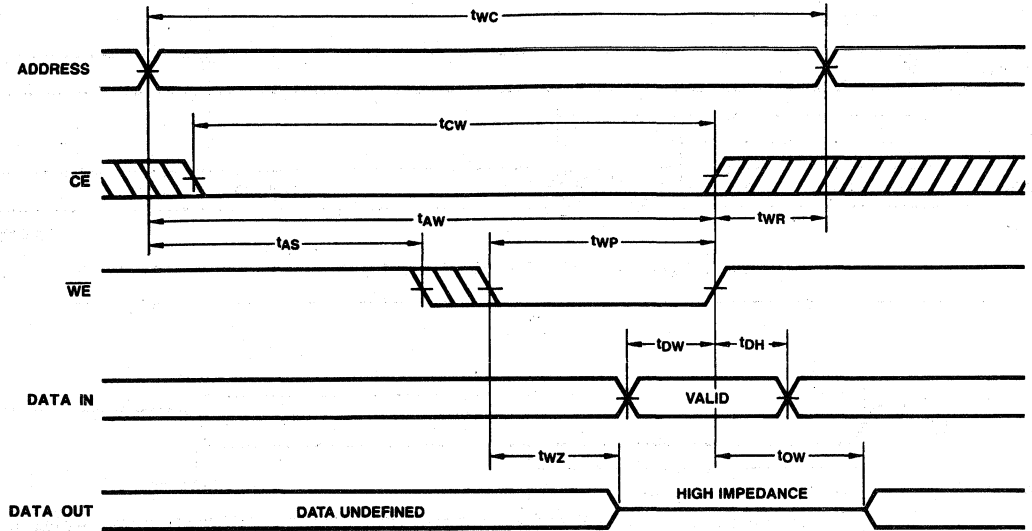 tWC
ADDRESS
tCW
CE
tAW
tWR
tAS
tWP
WE
tDW
tDH
DATA IN
VALID
tWZ
tOW
HIGH IMPEDANCE
DATA OUT
DATA UNDEFINED